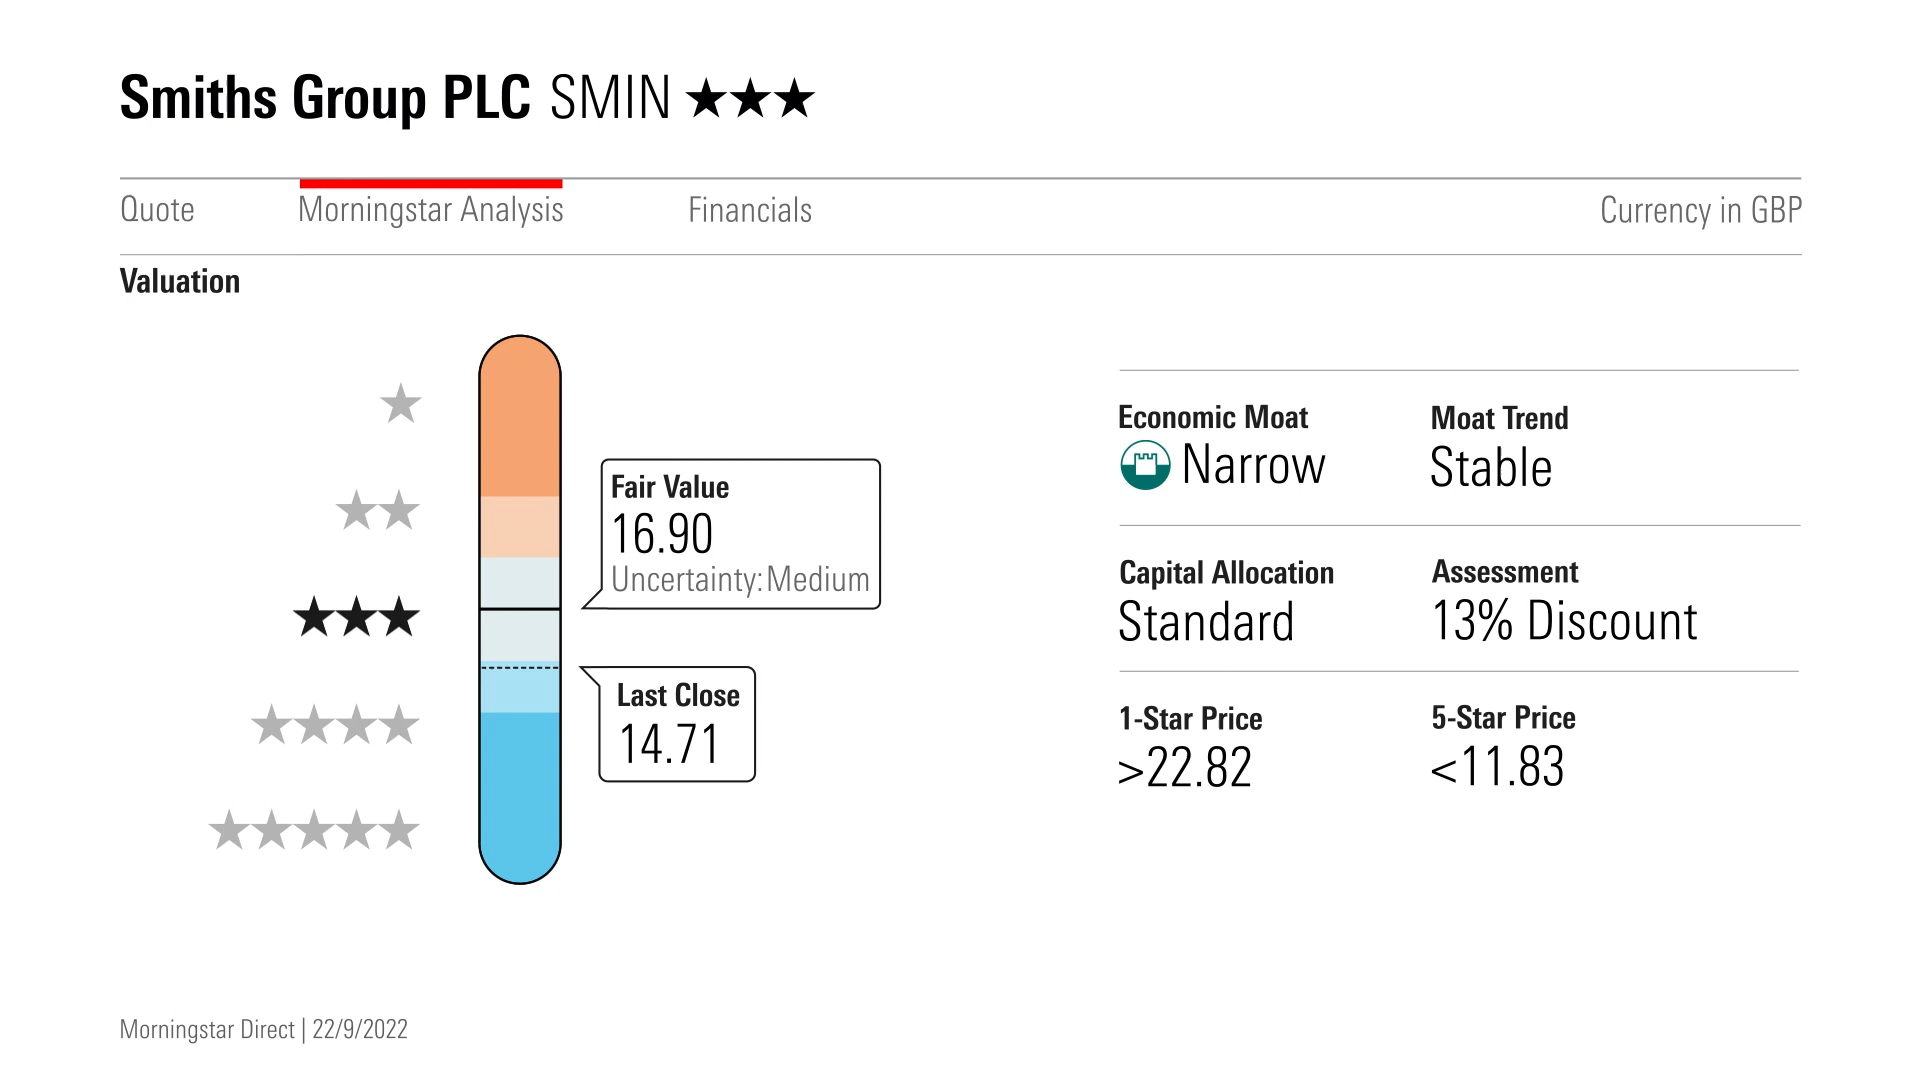 Smiths Group PLC SMIN ★★★
Quote Morningstar Analysis Financials Currency in GBP
Valuation
Fair Value
16.90
Uncertainty: Medium
Last Close
14.71
Economic Moat Moat Trend
Narrow Stable
Capital Allocation Assessment
Standard 13% Discount
1-Star Price 5-Star Price
>22.82 <11.83
Morningstar Direct | 22/9/2022